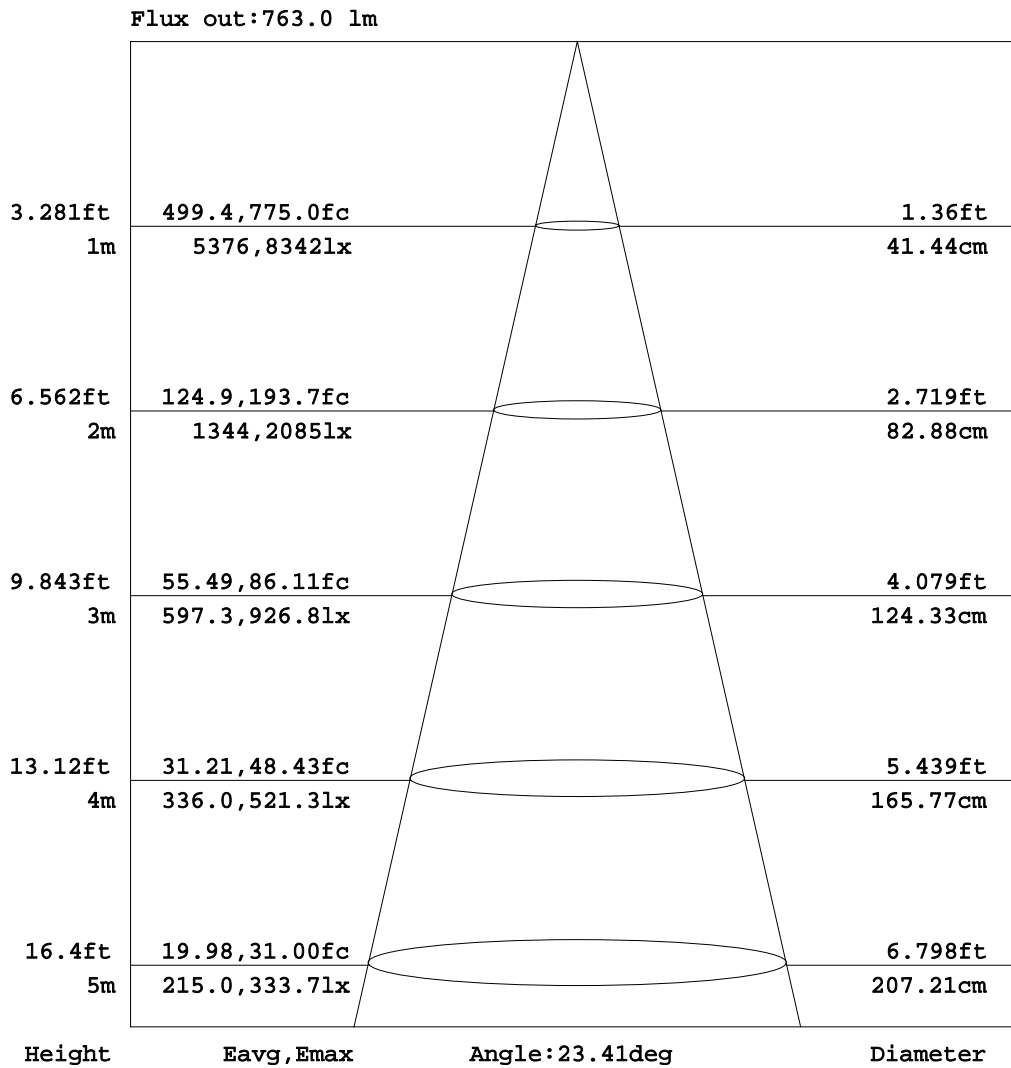 Flux out:763.0 lm
3.281ft 499.4,775.0fc 1.36ft
1m 5376,8342lx 41.44cm
6.562ft 124.9,193.7fc 2.719ft
2m 1344,2085lx 82.88cm
9.843ft 55.49,86.11fc 4.079ft
3m 597.3,926.8lx 124.33cm
13.12ft 31.21,48.43fc 5.439ft
4m 336.0,521.3lx 165.77cm
16.4ft 19.98,31.00fc 6.798ft
5m 215.0,333.7lx 207.21cm
Height Eavg,Emax Angle:23.41deg Diameter